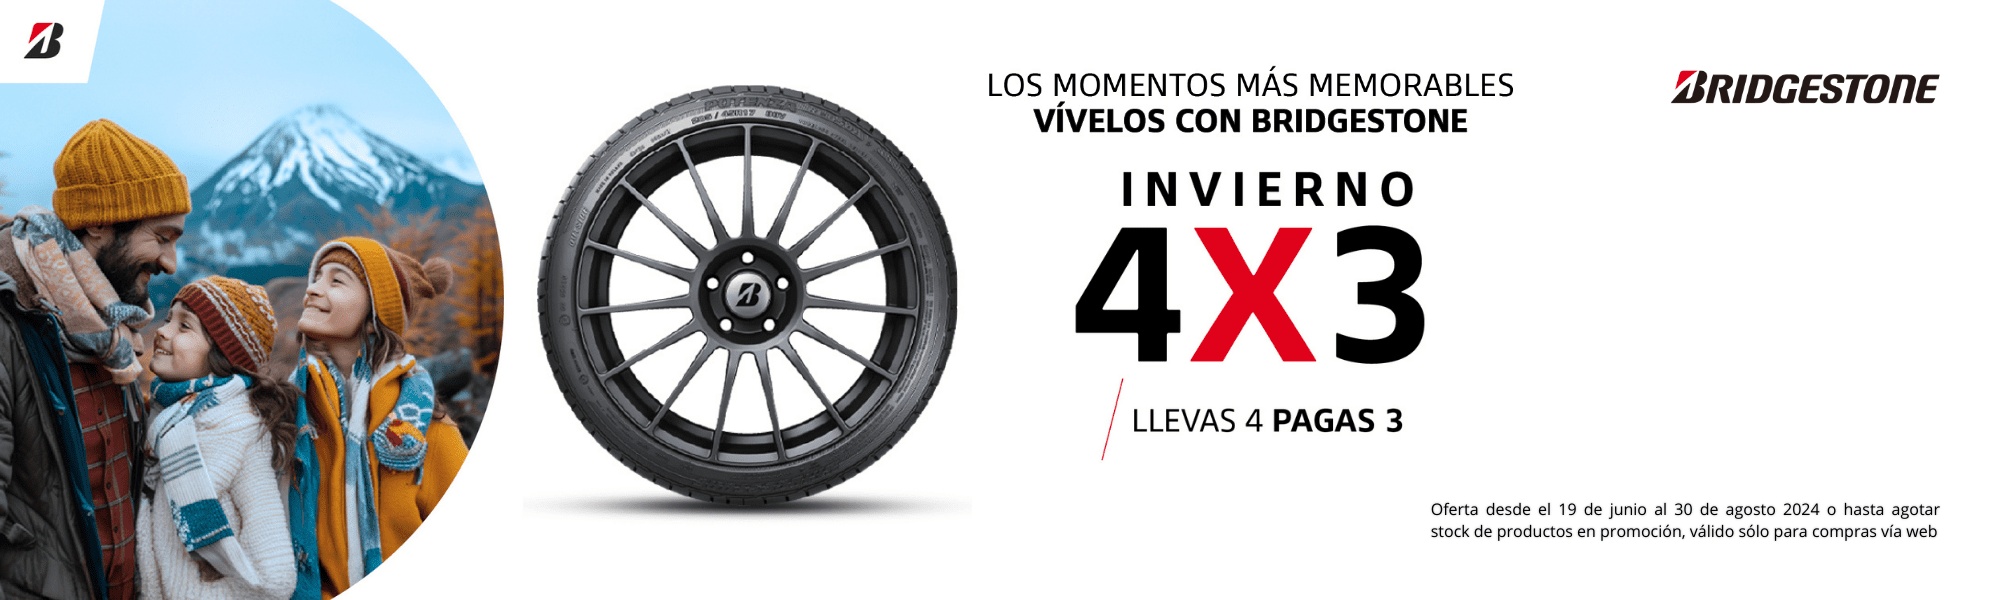 LOS MOMENTOS MÁS MEMORABLES
VÍVELOS CON BRIDGESTONE
BRIDGESTONE
INVIERNO
4X3
LLEVAS 4 PAGAS 3
POTENZA
Oferta desde el 19 de junio al 30 de agosto 2024 o hasta agotar
stock de productos en promoción, válido sólo para compras vía web